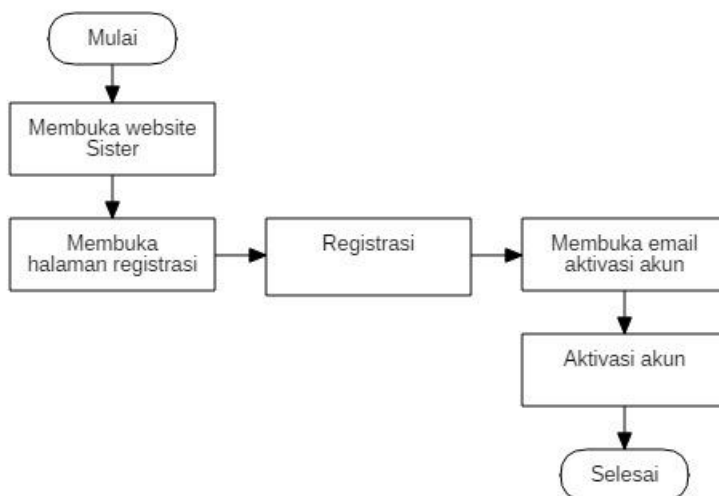 Mulai
Membuka website
Sister
Membuka
halaman registrasi
Registrasi
Membuka email
aktivasi akun
Aktivasi akun
Selesai